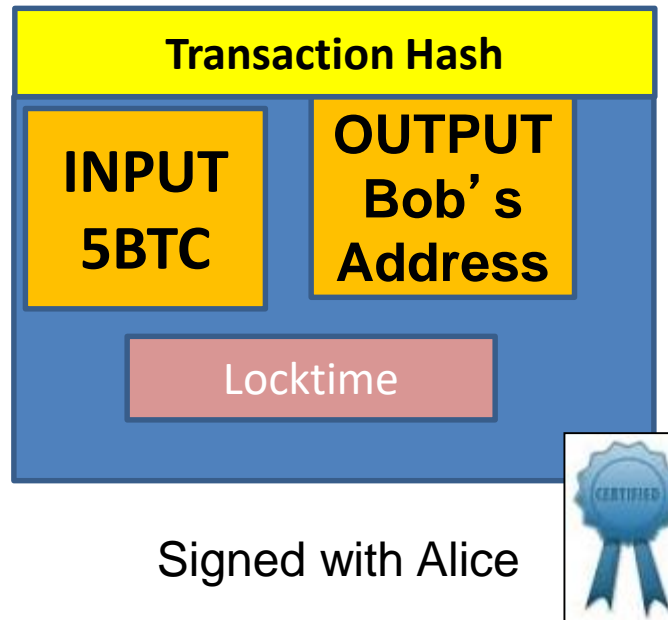 Transaction Hash
INPUT
5BTC
OUTPUT
Bob’s
Address
Locktime
CERTIFIED
Signed with Alice